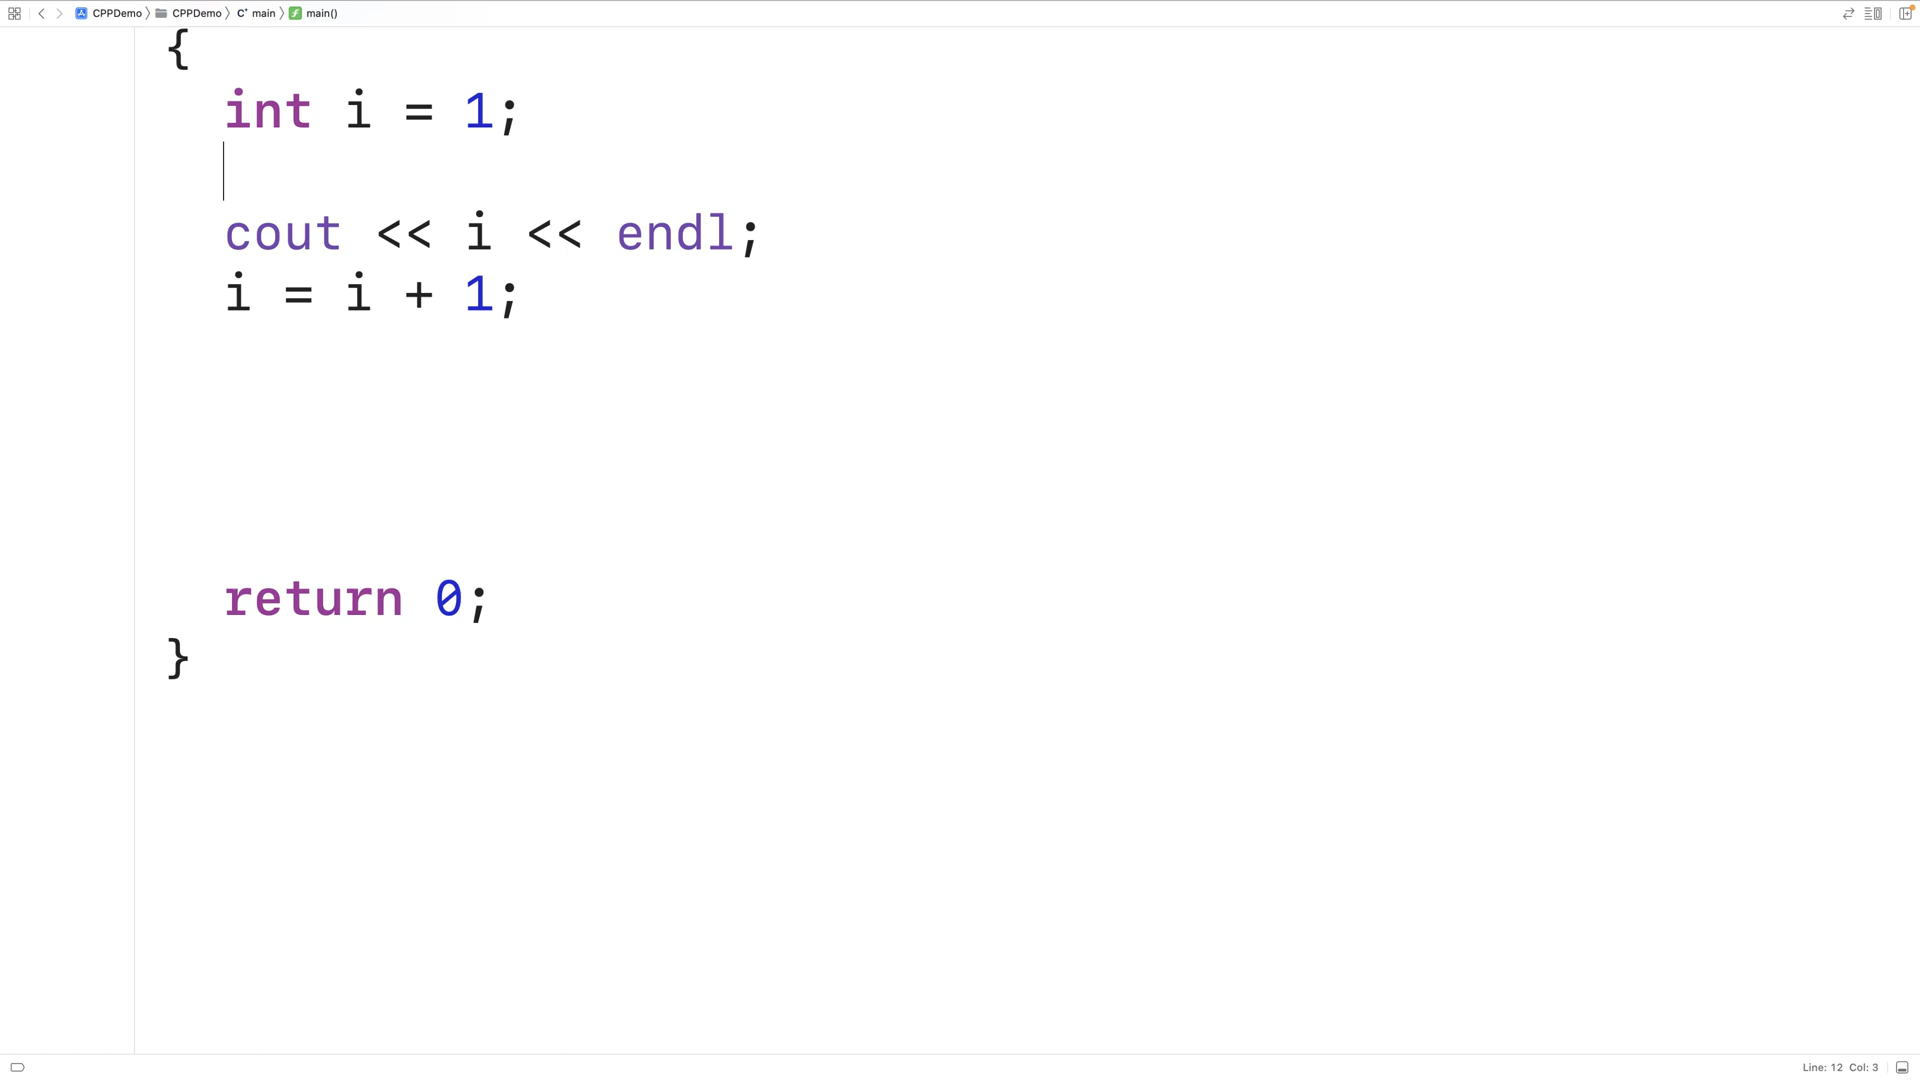 CPPDemo CPPDemo C+ main f main()
{
int i = 1;
cout << i << endl;
i = i + 1;
return 0;
}
Line: 12 Col: 3